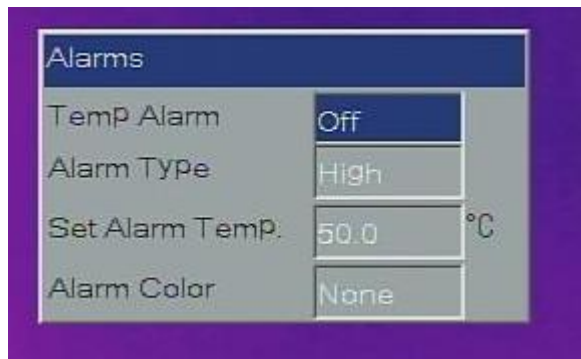 Alarms
Temp Alarm Off
Alarm Type High
Set Alarm Temp. 50.0 °C
Alarm Color None